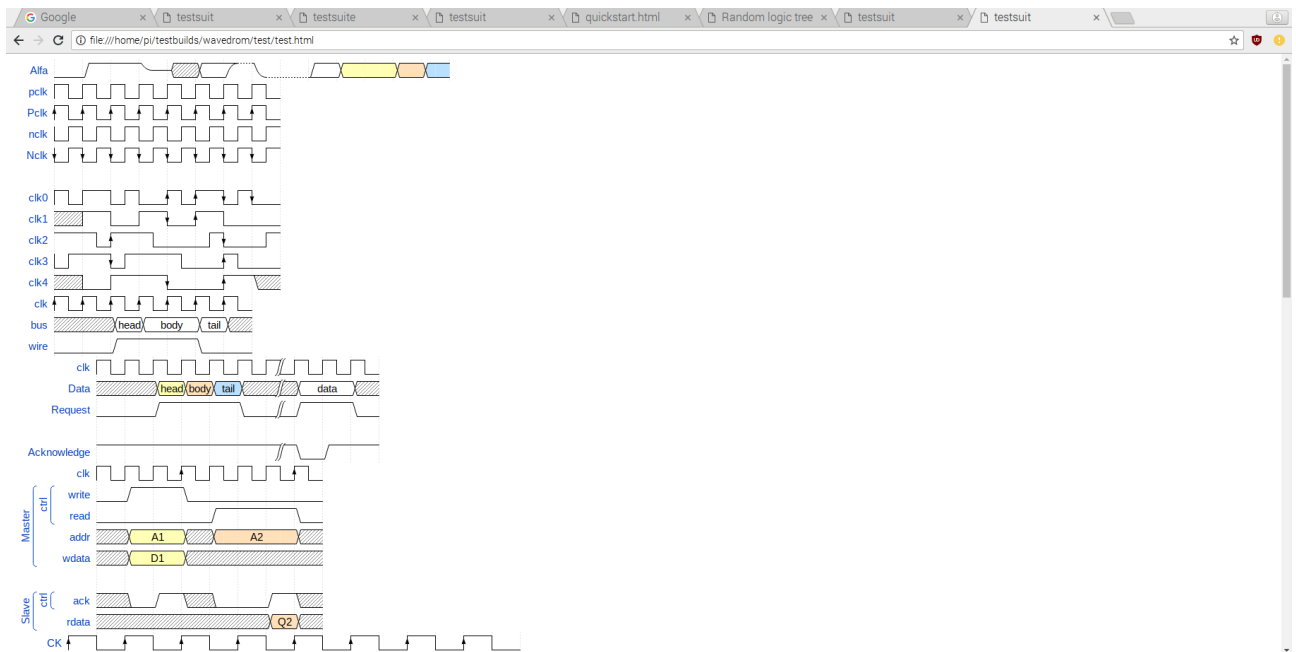 Google testsuit testsuite testsuit quickstart.html Random logic tree testsuit testsuit
file:///home/pi/testbuilds/wavedrom/test/test.html
Alfa
pclk
Pclk
nclk
Nclk
clk0
clk1
clk2
clk3
clk4
clk
bus head body tail
wire
clk
Data head body tail data
Request
Acknowledge
clk
Master ctrl write
read
addr A1 A2
wdata D1
Slave ctrl ack
rdata Q2
CK